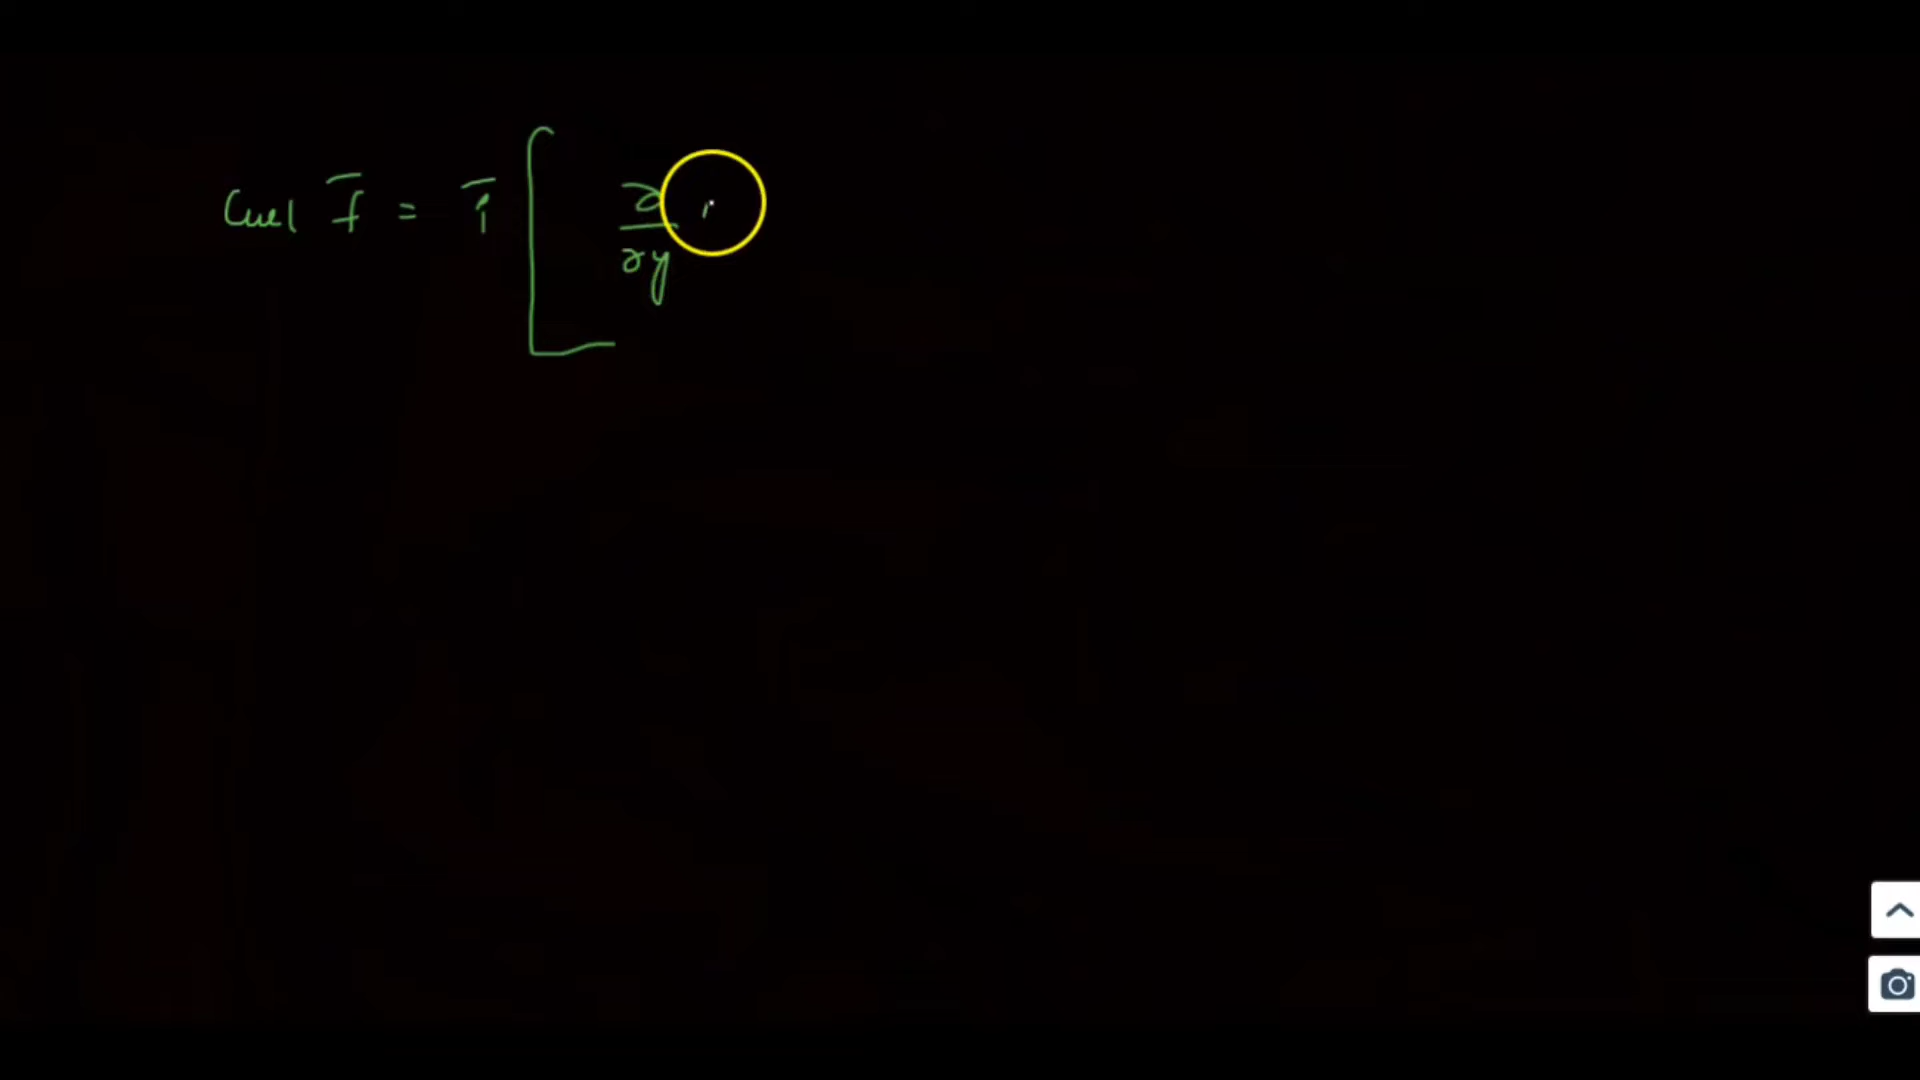 Curl f̅ = i̅ [ ∂/∂y